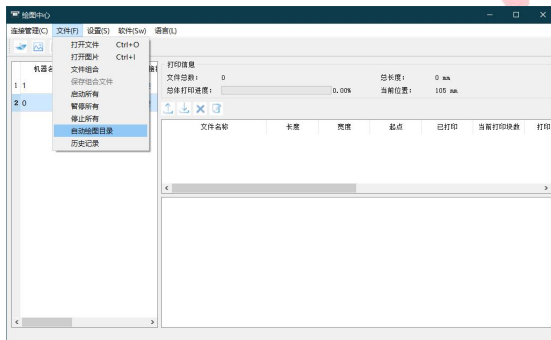 绘图中心
连接管理(C) 文件(F) 设置(S) 软件(Sw) 语言(L)
打开文件 Ctrl+O
打开图片 Ctrl+I
文件组合
保存组合文件
启动所有
暂停所有
停止所有
自动绘图目录
历史记录
机器名
1 1
2 0
打印信息
文件总数： 0 总长度： 0 mm
总体打印进度： 0.00% 当前位置： 105 mm
文件名称 长度 宽度 起点 已打印 当前打印块数 打印